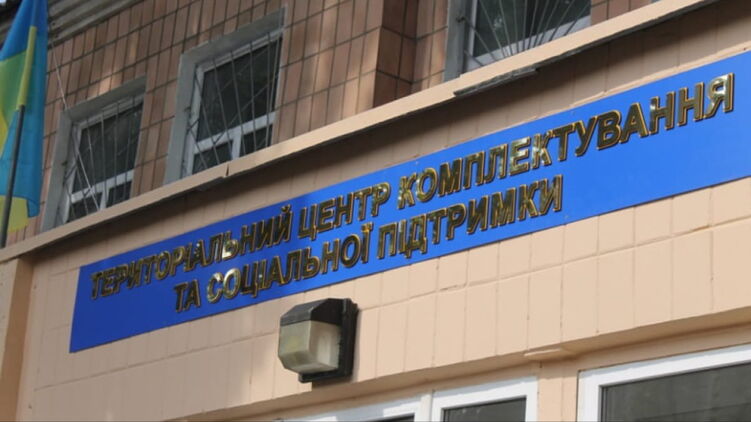 ТЕРИТОРІАЛЬНИЙ ЦЕНТР КОМПЛЕКТУВАННЯ
ТА СОЦІАЛЬНОЇ ПІДТРИМКИ